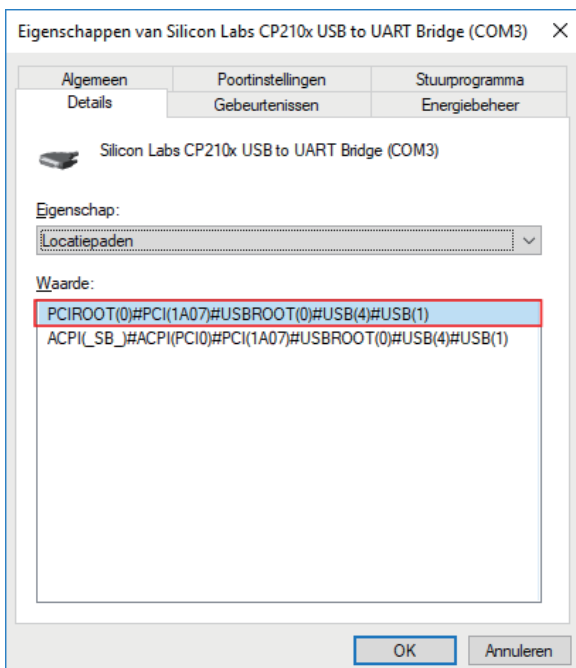 Eigenschappen van Silicon Labs CP210x USB to UART Bridge (COM3)
Algemeen Poortinstellingen Stuurprogramma
Details Gebeurtenissen Energiebeheer
Silicon Labs CP210x USB to UART Bridge (COM3)
Eigenschap:
Locatiepaden
Waarde:
PCIROOT(0)#PCI(1A07)#USBROOT(0)#USB(4)#USB(1)
ACPI(_SB_)#ACPI(PCI0)#PCI(1A07)#USBROOT(0)#USB(4)#USB(1)
OK Annuleren